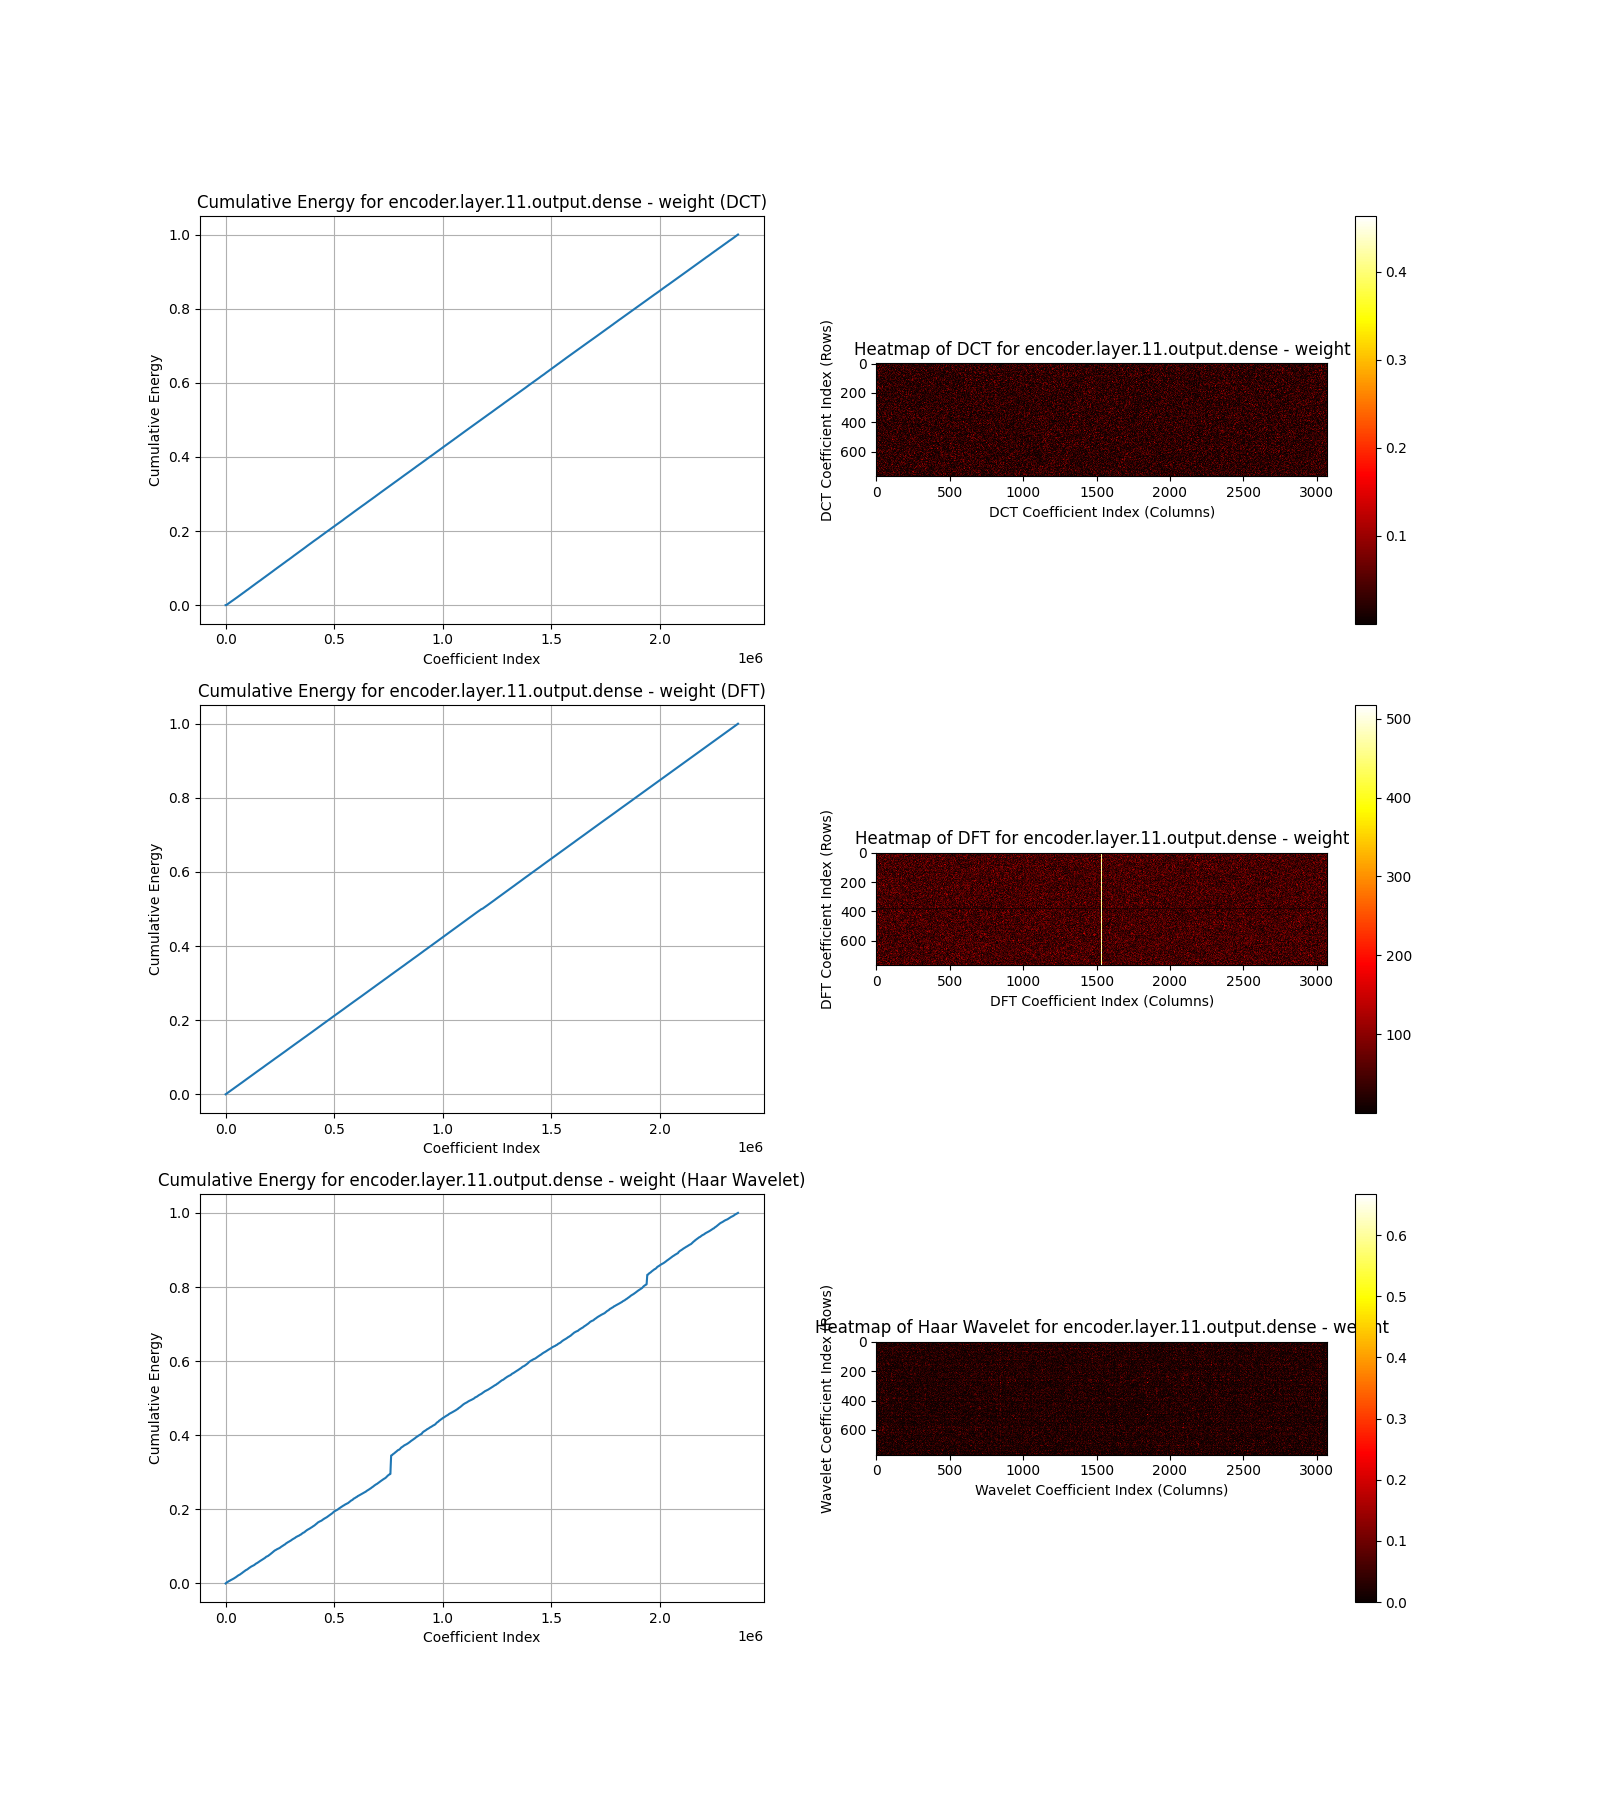 Cumulative Energy for encoder.layer.11.output.dense - weight (DCT)
1.0
0.8
0.6
0.4
0.2
0.0
Cumulative Energy
0.0 0.5 1.0 1.5 2.0
1e6
Coefficient Index
Heatmap of DCT for encoder.layer.11.output.dense - weight
0
200
400
600
DCT Coefficient Index (Rows)
0 500 1000 1500 2000 2500 3000
DCT Coefficient Index (Columns)
0.4
0.3
0.2
0.1
Cumulative Energy for encoder.layer.11.output.dense - weight (DFT)
1.0
0.8
0.6
0.4
0.2
0.0
Cumulative Energy
0.0 0.5 1.0 1.5 2.0
1e6
Coefficient Index
Heatmap of DFT for encoder.layer.11.output.dense - weight
0
200
400
600
DFT Coefficient Index (Rows)
0 500 1000 1500 2000 2500 3000
DFT Coefficient Index (Columns)
500
400
300
200
100
Cumulative Energy for encoder.layer.11.output.dense - weight (Haar Wavelet)
1.0
0.8
0.6
0.4
0.2
0.0
Cumulative Energy
0.0 0.5 1.0 1.5 2.0
1e6
Coefficient Index
Heatmap of Haar Wavelet for encoder.layer.11.output.dense - weight
0
200
400
600
Wavelet Coefficient Index (Rows)
0 500 1000 1500 2000 2500 3000
Wavelet Coefficient Index (Columns)
0.6
0.5
0.4
0.3
0.2
0.1
0.0